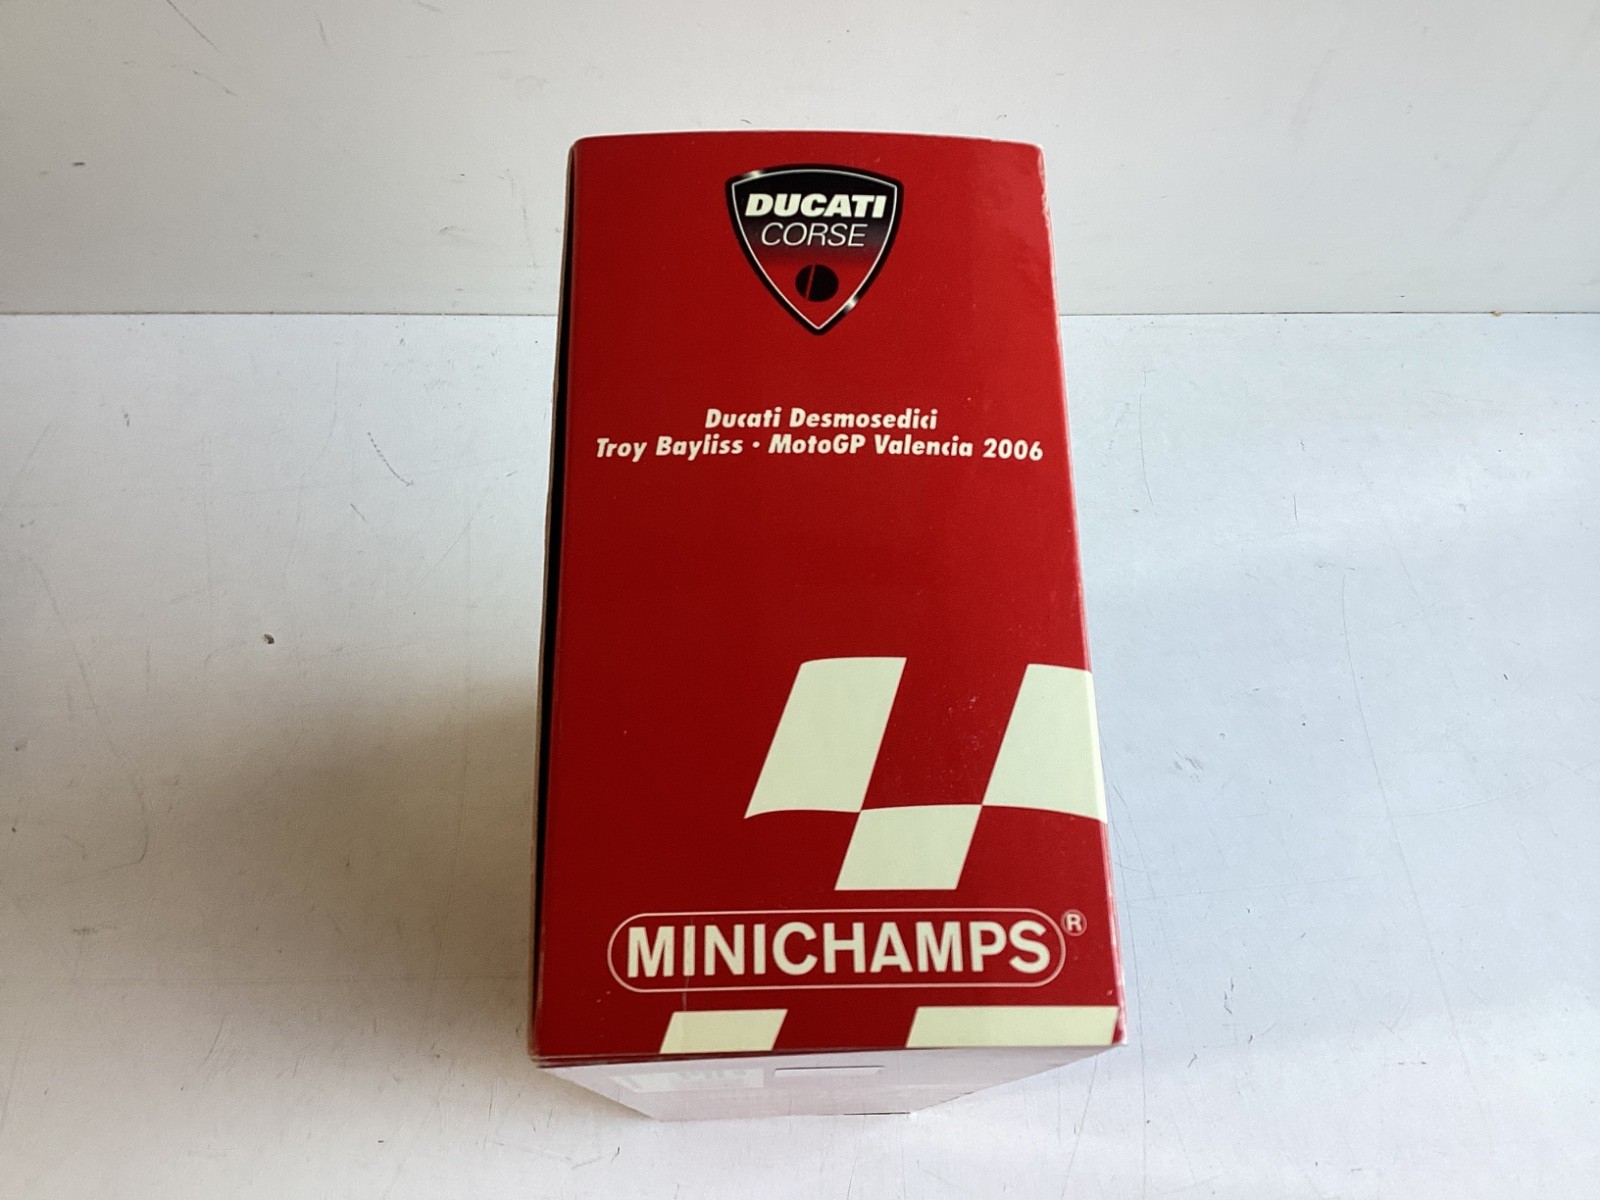 DUCATI
CORSE
Ducati Desmosedici
Troy Bayliss • MotoGP Valencia 2006
MINICHAMPS®